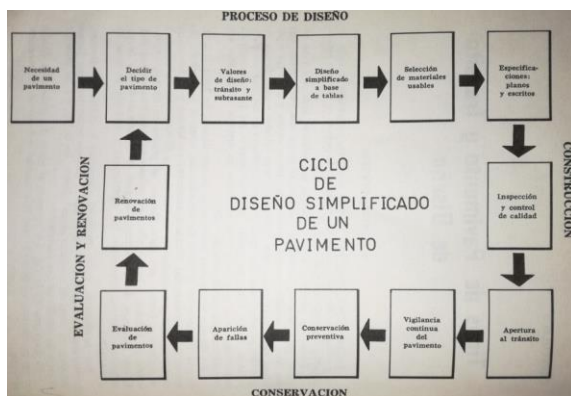 PROCESO DE DISEÑO
Necesidad
de un
pavimento
Decidir
el tipo de
pavimento
Valores
de diseño:
tránsito y
subrasante
Diseño
simplificado
a base
de tablas
Selección
de materiales
usables
Especifica-
ciones:
planos
y escritos
CONSTRUCCION
Inspección
y control
de calidad
Apertura
al tránsito
Vigilancia
continua
del
pavimento
Conservación
preventiva
Aparición
de fallas
Evaluación
de
pavimentos
Renovación
de
pavimentos
EVALUACION Y RENOVACION
CICLO
DE
DISEÑO SIMPLIFICADO
DE UN
PAVIMENTO
CONSERVACION